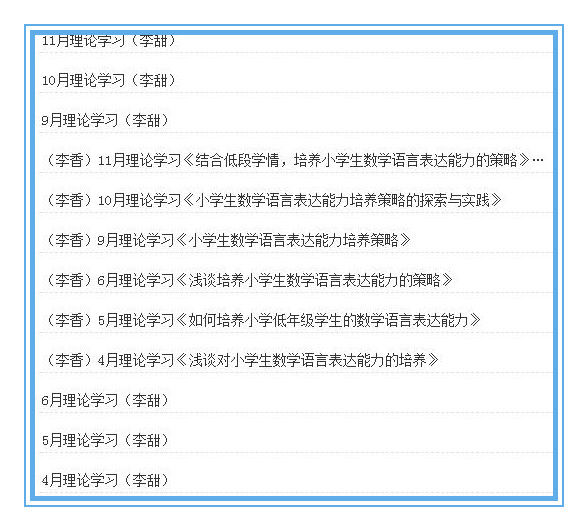 11月理论学习（李甜）
10月理论学习（李甜）
9月理论学习（李甜）
（李香）11月理论学习《结合低段学情，培养小学生数学语言表达能力的策略》…
（李香）10月理论学习《小学生数学语言表达能力培养策略的探索与实践》
（李香）9月理论学习《小学生数学语言表达能力培养策略》
（李香）6月理论学习《浅谈培养小学生数学语言表达能力的策略》
（李香）5月理论学习《如何培养小学低年级学生的数学语言表达能力》
（李香）4月理论学习《浅谈对小学生数学语言表达能力的培养》
6月理论学习（李甜）
5月理论学习（李甜）
4月理论学习（李甜）